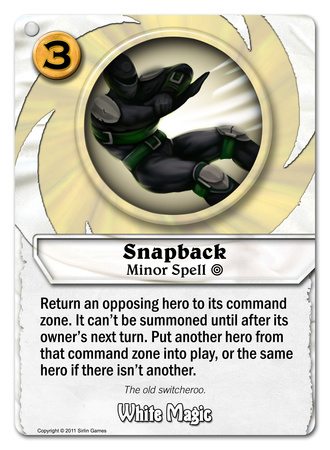 3
Snapback
Minor Spell
Return an opposing hero to its command
zone. It can't be summoned until after its
owner's next turn. Put another hero from
that command zone into play, or the same
hero if there isn't another.
The old switcheroo.
White Magic
Copyright © 2011 Sirlin Games